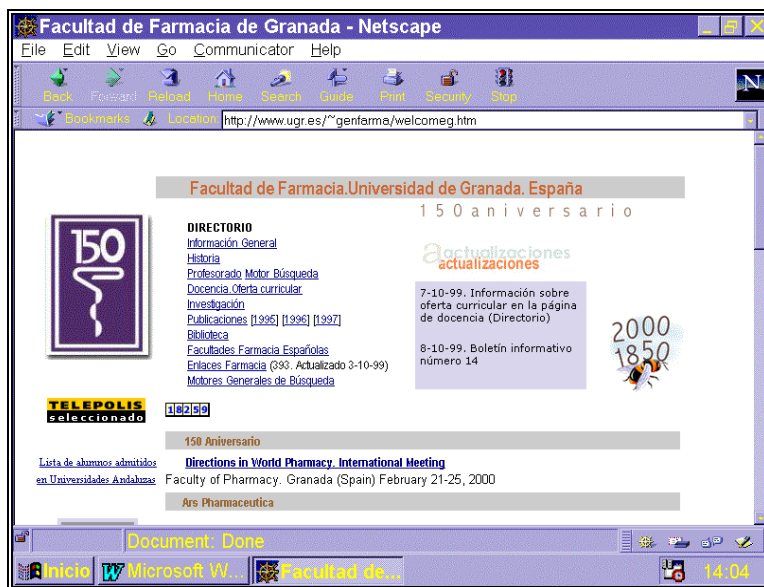 Facultad de Farmacia de Granada - Netscape
File Edit View Go Communicator Help
Back Forward Reload Home Search Guide Print Security Stop
N
Bookmarks Location http://www.ugr.es/~genfarma/welcomeg.htm
Facultad de Farmacia.Universidad de Granada. España
150 aniversario
150
DIRECTORIO
Información General
Historia
Profesorado Motor Búsqueda
Docencia.Oferta curricular
Investigación
Publicaciones [1995] [1996] [1997]
Biblioteca
Facultades Farmacia Españolas
Enlaces Farmacia (393. Actualizado 3-10-99)
Motores Generales de Búsqueda
a actualizaciones
actualizaciones
7-10-99. Información sobre
oferta curricular en la página
de docencia (Directorio)
8-10-99. Boletín informativo
número 14
2000
1850
TELEPOLIS
seleccionado
18259
150 Aniversario
Lista de alumnos admitidos
en Universidades Andaluzas
Directions in World Pharmacy. International Meeting
Faculty of Pharmacy. Granada (Spain) February 21-25, 2000
Ars Pharmaceutica
Document: Done
Inicio Microsoft W... Facultad de... 14:04